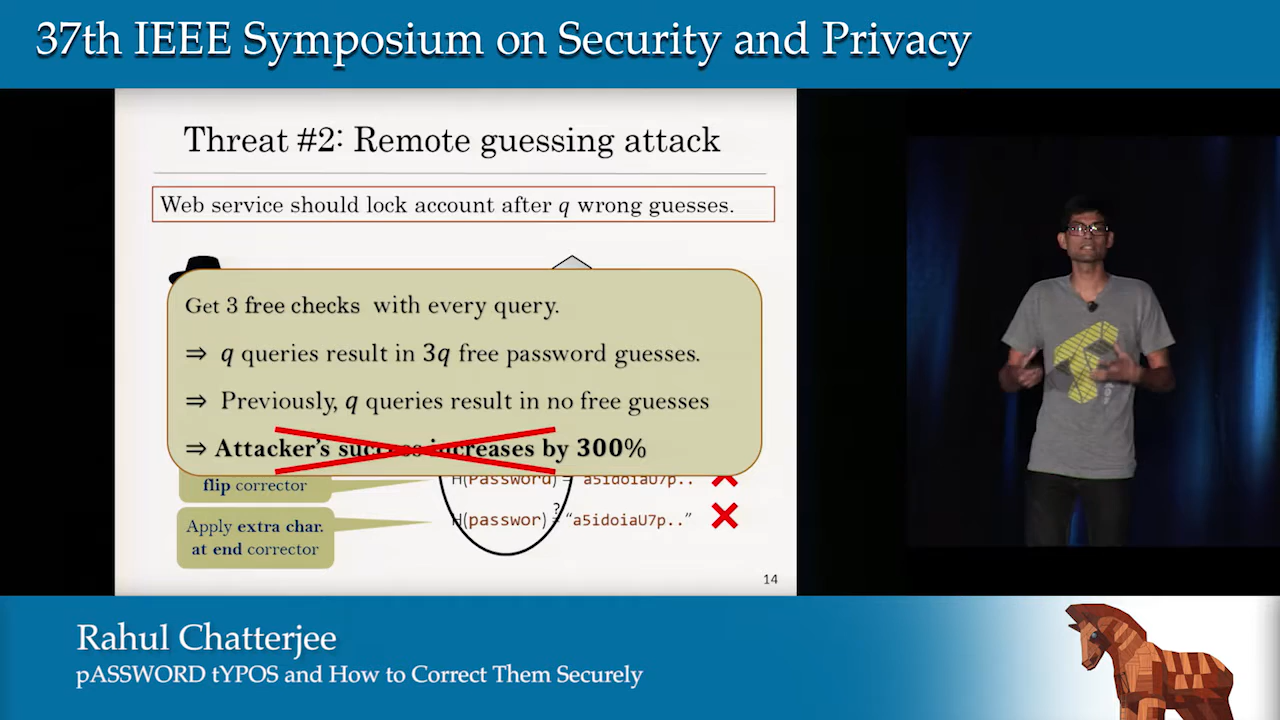 37th IEEE Symposium on Security and Privacy
Threat #2: Remote guessing attack
Web service should lock account after q wrong guesses.
Get 3 free checks with every query.
⇒ q queries result in 3q free password guesses.
⇒ Previously, q queries result in no free guesses
⇒ Attacker's success increases by 300%
flip corrector
H(Password) = "a5idoiaU7p..
Apply extra char.
at end corrector
H(passwor) ?= “a5idoiaU7p..”
14
Rahul Chatterjee
pASSWORD tYPOS and How to Correct Them Securely